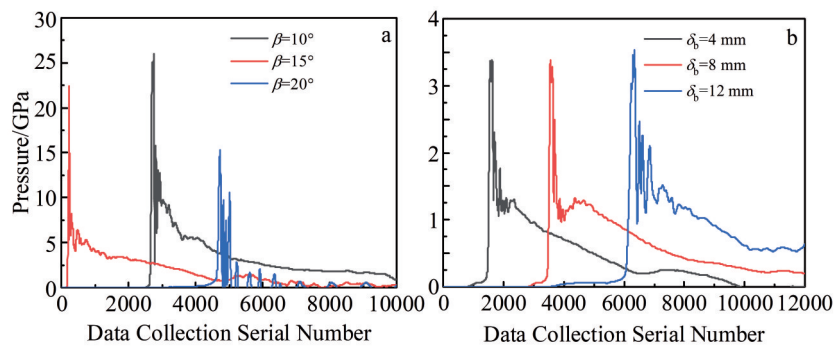 a
β=10°
β=15°
β=20°
Pressure/GPa
30
25
20
15
10
5
0
0 2000 4000 6000 8000 10000
Data Collection Serial Number
b
δb=4 mm
δb=8 mm
δb=12 mm
4
3
2
1
0
0 2000 4000 6000 8000 10000 12000
Data Collection Serial Number